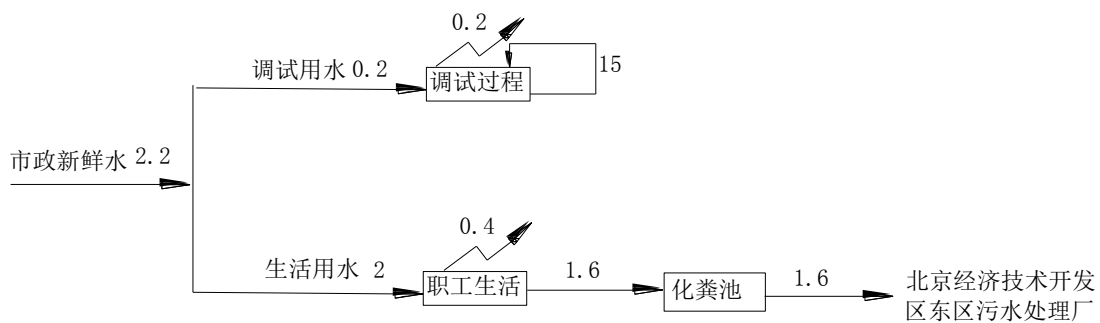 0.2
调试用水 0.2
调试过程
15
市政新鲜水 2.2
0.4
生活用水 2
职工生活
1.6
化粪池
1.6
北京经济技术开发
区东区污水处理厂